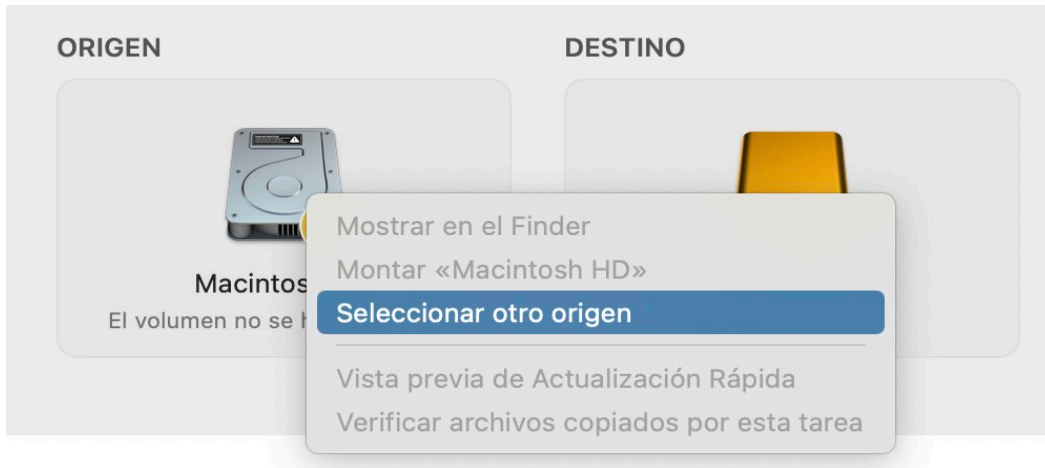 ORIGEN
DESTINO
Macintos
El volumen no se
Mostrar en el Finder
Montar «Macintosh HD»
Seleccionar otro origen
Vista previa de Actualización Rápida
Verificar archivos copiados por esta tarea